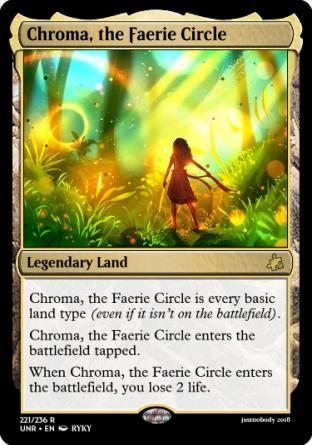 Chroma, the Faerie Circle
Legendary Land
Chroma, the Faerie Circle is every basic
land type (even if it isn't on the battlefield).
Chroma, the Faerie Circle enters the
battlefield tapped.
When Chroma, the Faerie Circle enters
the battlefield, you lose 2 life.
221/236 R
justnobody 2018
UNR • EN RYKY